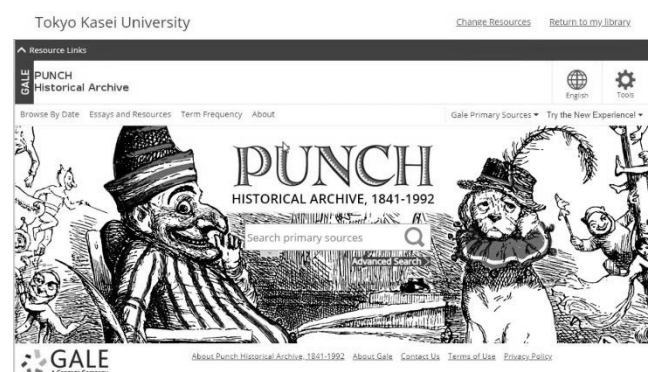 Tokyo Kasei University
Change Resources Return to my library
Resource Links
GALE
PUNCH
Historical Archive
English Tools
Browse By Date Essays and Resources Term Frequency About
Gale Primary Sources Try the New Experience!
PUNCH
HISTORICAL ARCHIVE, 1841-1992
Search primary sources
Advanced Search
GALE
A Cengage Company
About Punch Historical Archive, 1841-1992 About Gale Contact Us Terms of Use Privacy Policy